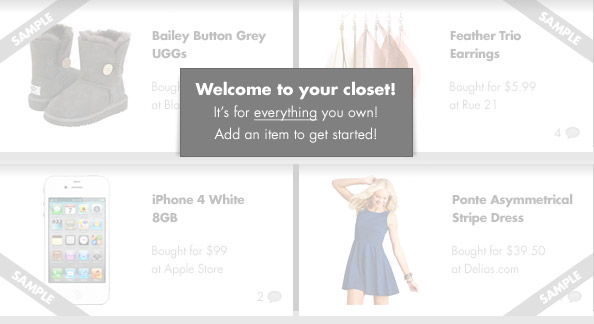 SAMPLE
Bailey Button Grey
UGGs
Bough
at Bla
SAMPLE
Feather Trio
Earrings
Bought for $5.99
at Rue 21
4
Welcome to your closet!
It's for everything you own!
Add an item to get started!
iPhone 4 White
8GB
Bought for $99
at Apple Store
2
SAMPLE
Ponte Asymmetrical
Stripe Dress
Bought for $39.50
at Delias.com
SAMPLE